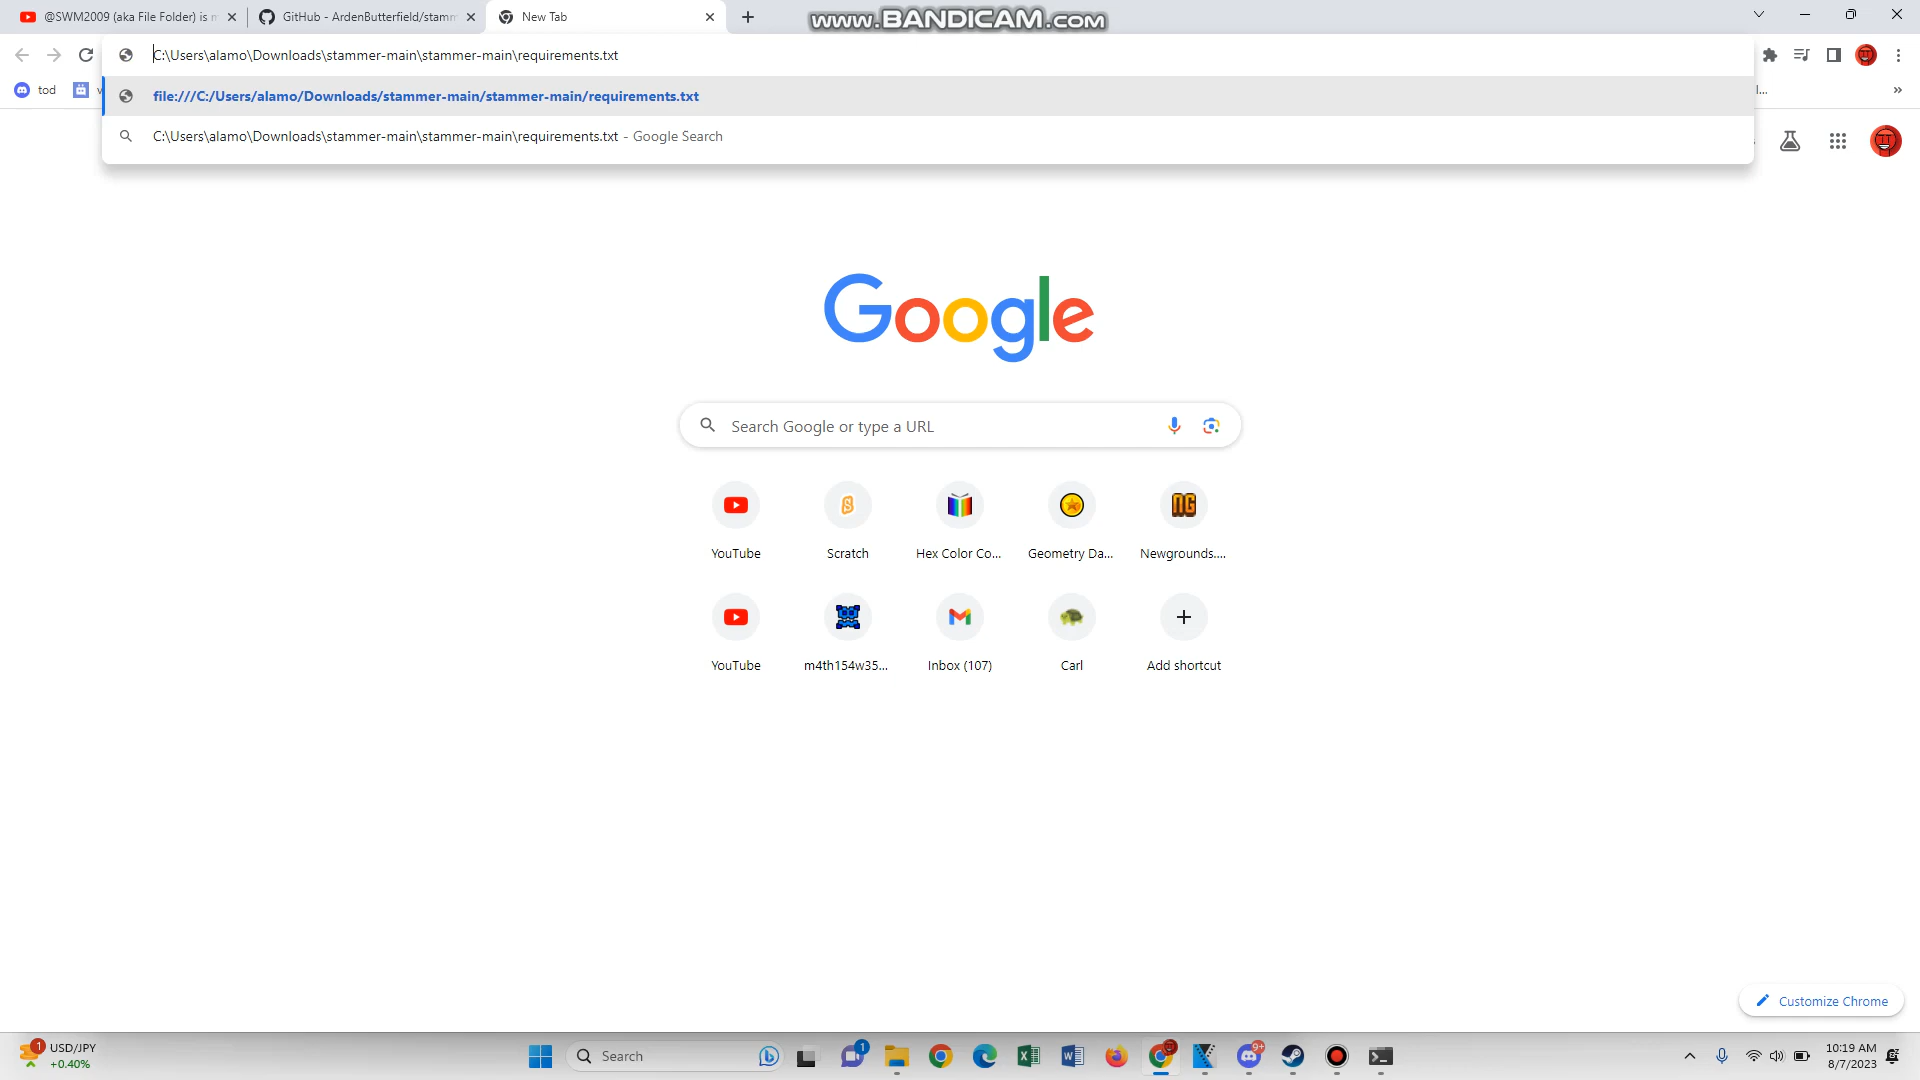 @SWM2009 (aka File Folder) is
GitHub - ArdenButterfield/stamm
New Tab
www.BANDICAM.com
C:\Users\alamo\Downloads\stammer-main\stammer-main\requirements.txt
tod
file:///C:/Users/alamo/Downloads/stammer-main/stammer-main/requirements.txt
C:\Users\alamo\Downloads\stammer-main\stammer-main\requirements.txt - Google Search
Google
Search Google or type a URL
YouTube
Scratch
Hex Color Co...
Geometry Da...
Newgrounds....
YouTube
m4th154w35...
Inbox (107)
Carl
Add shortcut
Customize Chrome
1
USD/JPY
+0.40%
Search
1
9+
10:19 AM
8/7/2023